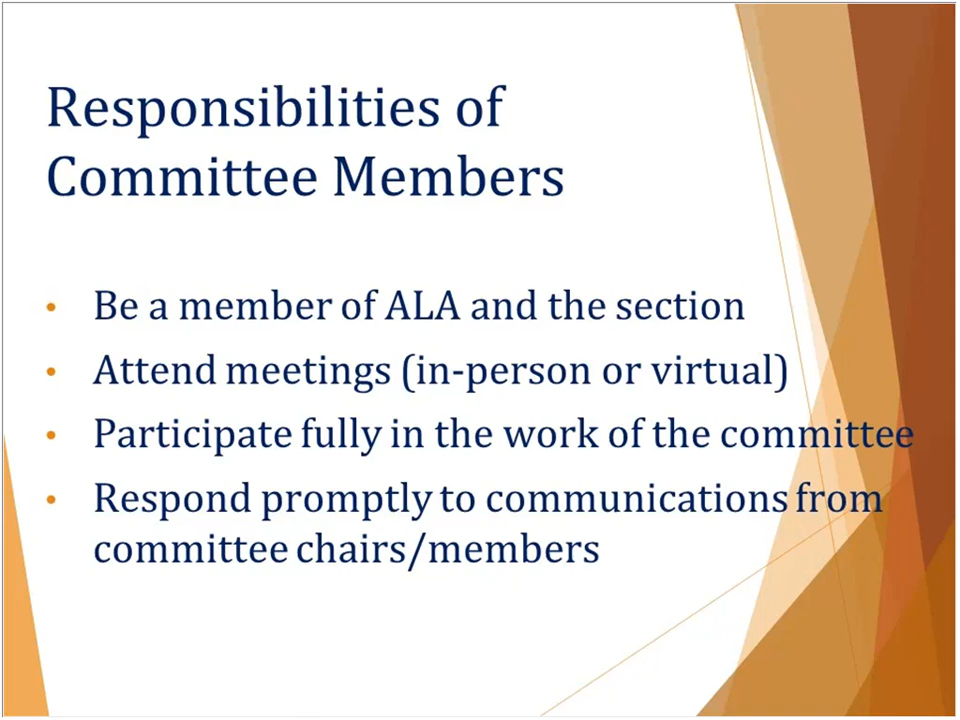 Responsibilities of
Committee Members
• Be a member of ALA and the section
• Attend meetings (in-person or virtual)
• Participate fully in the work of the committee
• Respond promptly to communications from
committee chairs/members